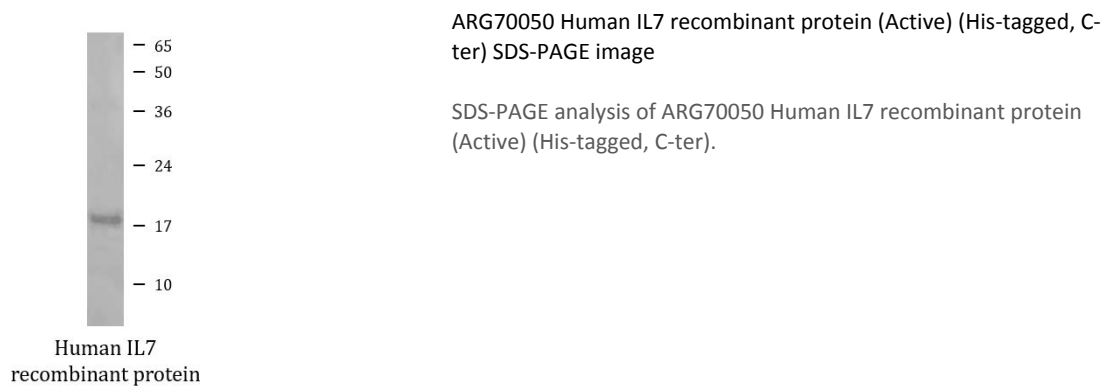 65
50
36
24
17
10
Human IL7
recombinant protein
ARG70050 Human IL7 recombinant protein (Active) (His-tagged, C-
ter) SDS-PAGE image
SDS-PAGE analysis of ARG70050 Human IL7 recombinant protein
(Active) (His-tagged, C-ter).